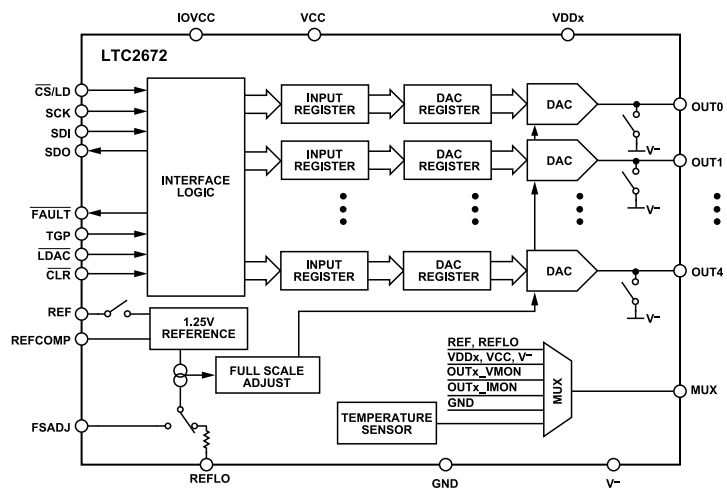 IOVCC
VCC
VDDx
LTC2672
CS/LD
SCK
SDI
SDO
FAULT
TGP
LDAC
CLR
REF
REFCOMP
FSADJ
INTERFACE
LOGIC
INPUT
REGISTER
DAC
REGISTER
DAC
OUT0
V–
INPUT
REGISTER
DAC
REGISTER
DAC
OUT1
V–
INPUT
REGISTER
DAC
REGISTER
DAC
OUT4
V–
1.25V
REFERENCE
FULL SCALE
ADJUST
REF, REFLO
VDDx, VCC, V–
OUTx_VMON
OUTx_IMON
GND
TEMPERATURE
SENSOR
MUX
MUX
REFLO
GND
V–